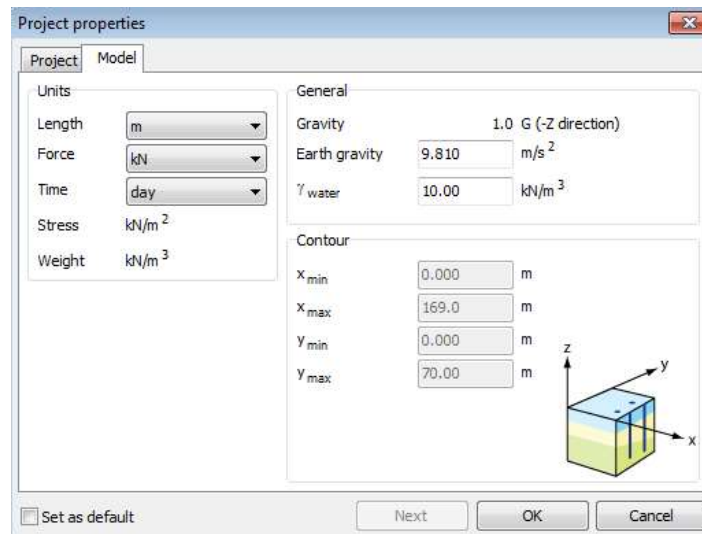 Project properties
Project Model
Units
Length m
Force kN
Time day
Stress kN/m 2
Weight kN/m 3
General
Gravity 1.0 G (-Z direction)
Earth gravity 9.810 m/s 2
γ water 10.00 kN/m 3
Contour
x min 0.000 m
x max 169.0 m
y min 0.000 m
y max 70.00 m
z
y
x
Set as default
Next OK Cancel